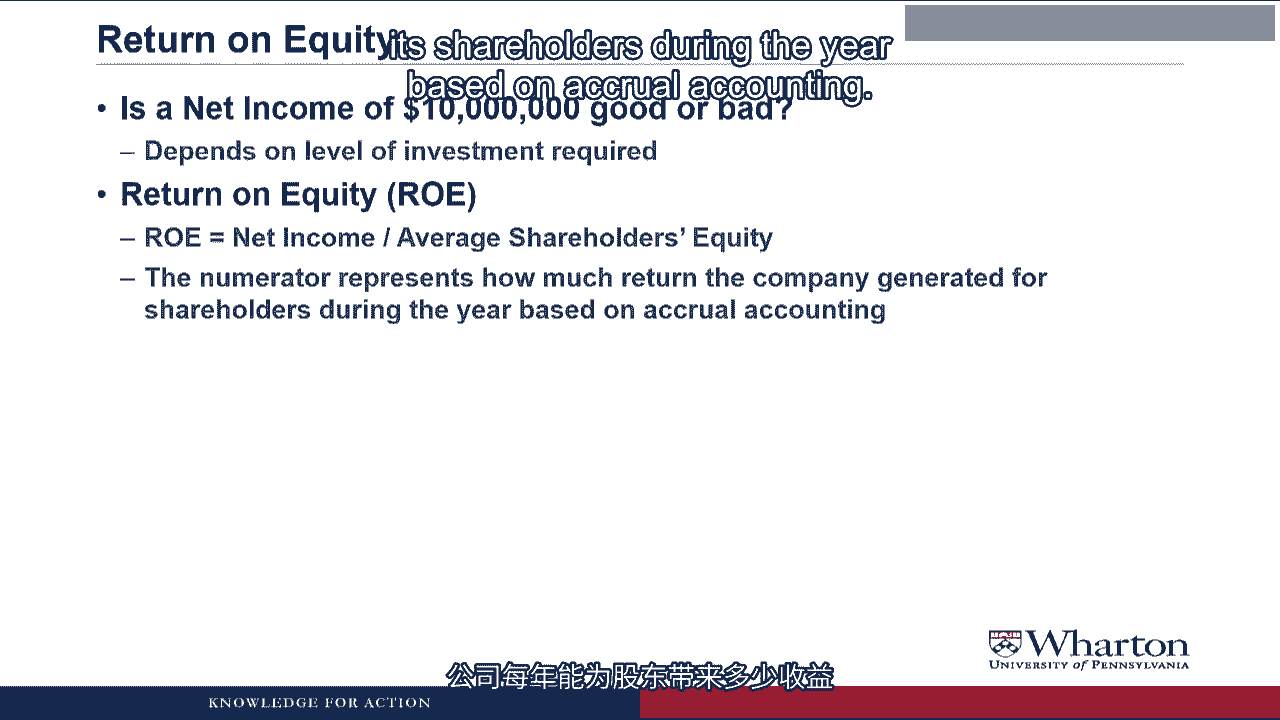 Return on Equity
its shareholders during the year
based on accrual accounting.
• Is a Net Income of $10,000,000 good or bad?
– Depends on level of investment required
• Return on Equity (ROE)
– ROE = Net Income / Average Shareholders’ Equity
– The numerator represents how much return the company generated for
shareholders during the year based on accrual accounting
Wharton
UNIVERSITY of PENNSYLVANIA
公司每年能为股东带来多少收益
KNOWLEDGE FOR ACTION